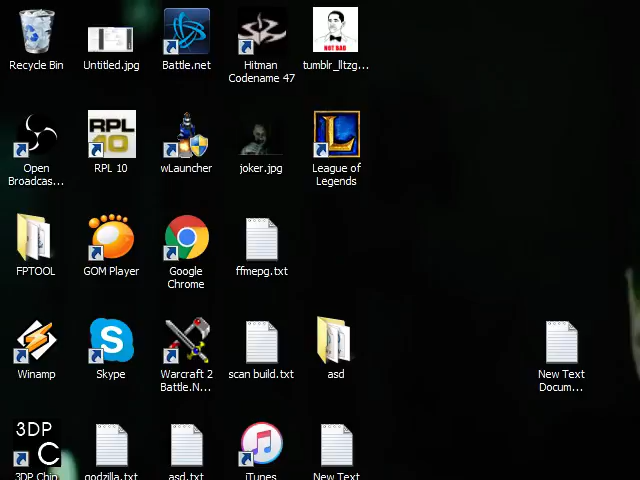 Recycle Bin
Untitled.jpg
Battle.net
Hitman
Codename 47
NOT BAD
tumblr_lltzg...
Open
Broadcas...
RPL
10
RPL 10
wLauncher
joker.jpg
L
League of
Legends
FPTOOL
GOM Player
Google
Chrome
ffmepg.txt
Winamp
S
Skype
Warcraft 2
Battle.N...
scan build.txt
asd
New Text
Docum...
3DP
C
3DP Chip
godzilla.txt
asd.txt
iTunes
New Text